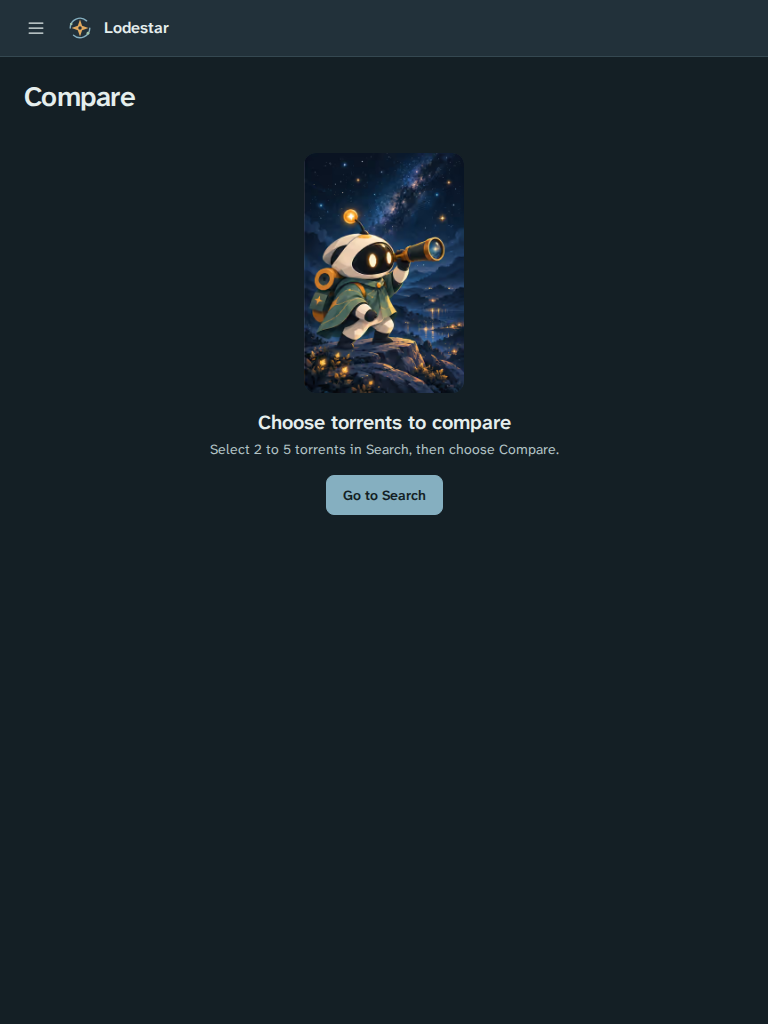 Lodestar
Compare
Choose torrents to compare
Select 2 to 5 torrents in Search, then choose Compare.
Go to Search